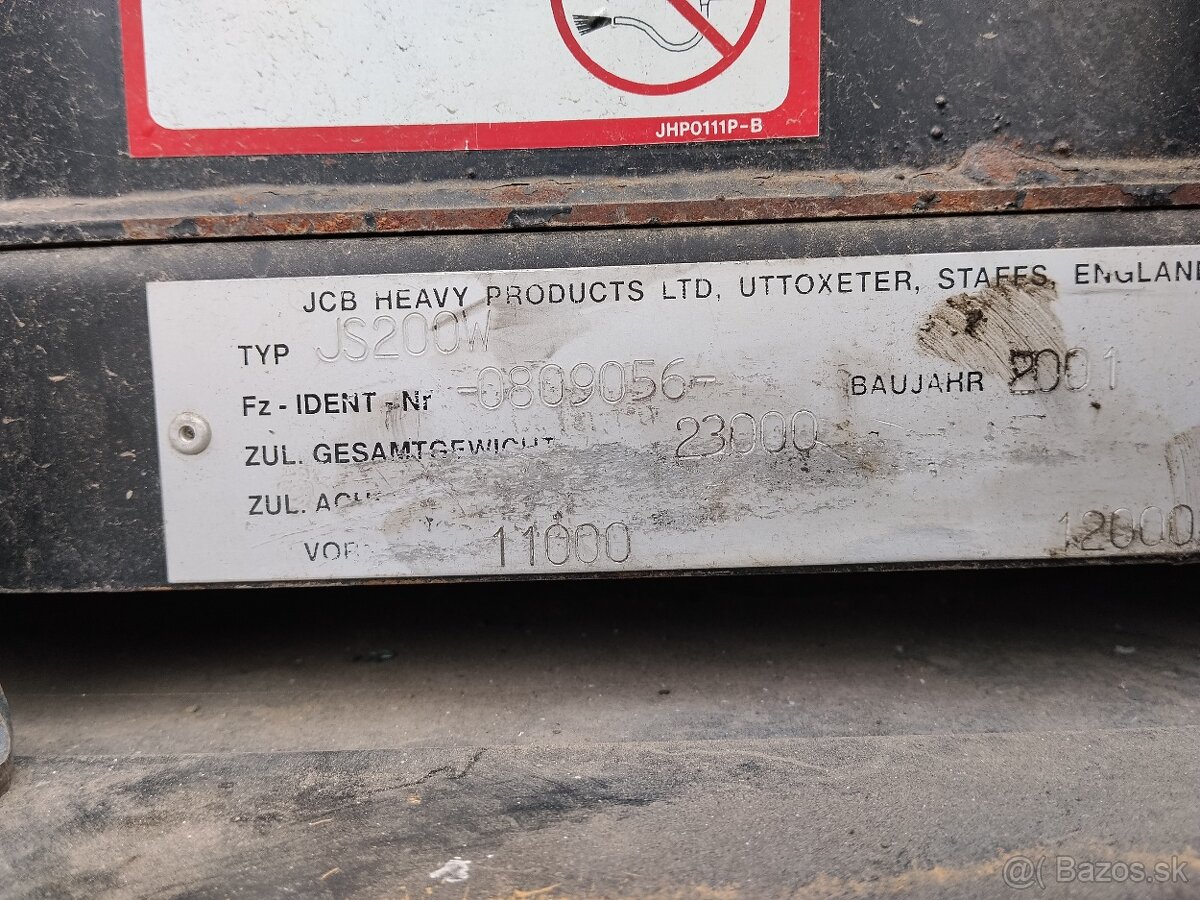 JHP0111P-B
JCB HEAVY PRODUCTS LTD, UTTOXETER, STAFFS, ENGLAND
TYP JS200W
Fz - IDENT - Nr -0809056- BAUJAHR 2001
ZUL. GESAMTGEWICHT 23000
ZUL.
11000 12000
@( Bazos.sk